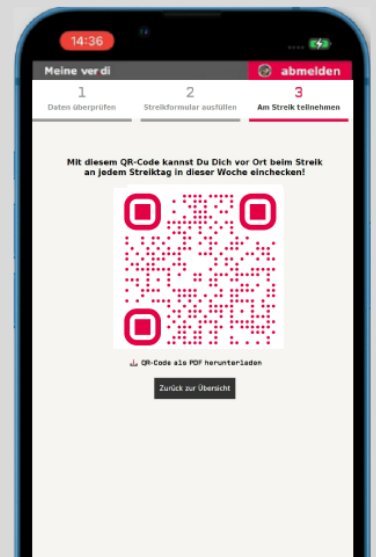 14:36
Meine ver di
abmelden
1
2
3
Daten überprüfen
Streikformular ausfüllen
Am Streik teilnehmen
Mit diesem QR-Code kannst Du Dich vor Ort beim Streik
an jedem Streiktag in dieser Woche einchecken!
QR-Code als PDF herunterladen
Zurück zur Übersicht